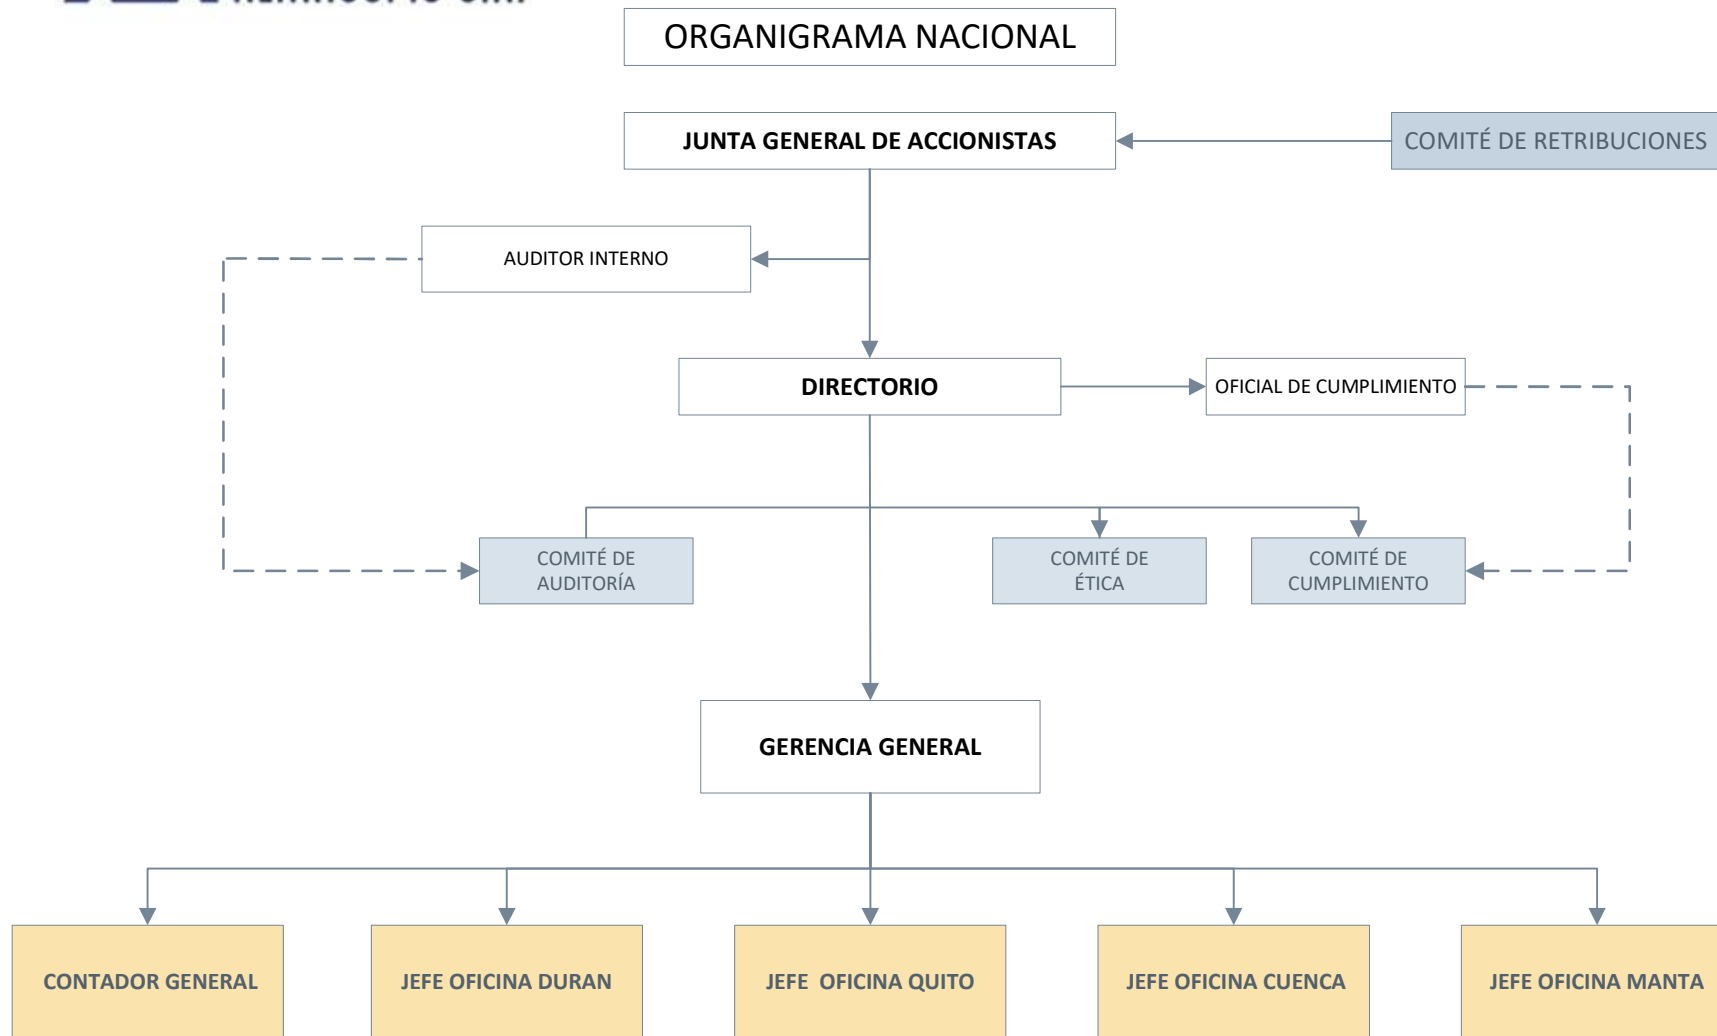 ORGANIGRAMA NACIONAL
JUNTA GENERAL DE ACCIONISTAS
COMITÉ DE RETRIBUCIONES
AUDITOR INTERNO
DIRECTORIO
OFICIAL DE CUMPLIMIENTO
COMITÉ DE
AUDITORÍA
COMITÉ DE
ÉTICA
COMITÉ DE
CUMPLIMIENTO
GERENCIA GENERAL
CONTADOR GENERAL
JEFE OFICINA DURAN
JEFE OFICINA QUITO
JEFE OFICINA CUENCA
JEFE OFICINA MANTA